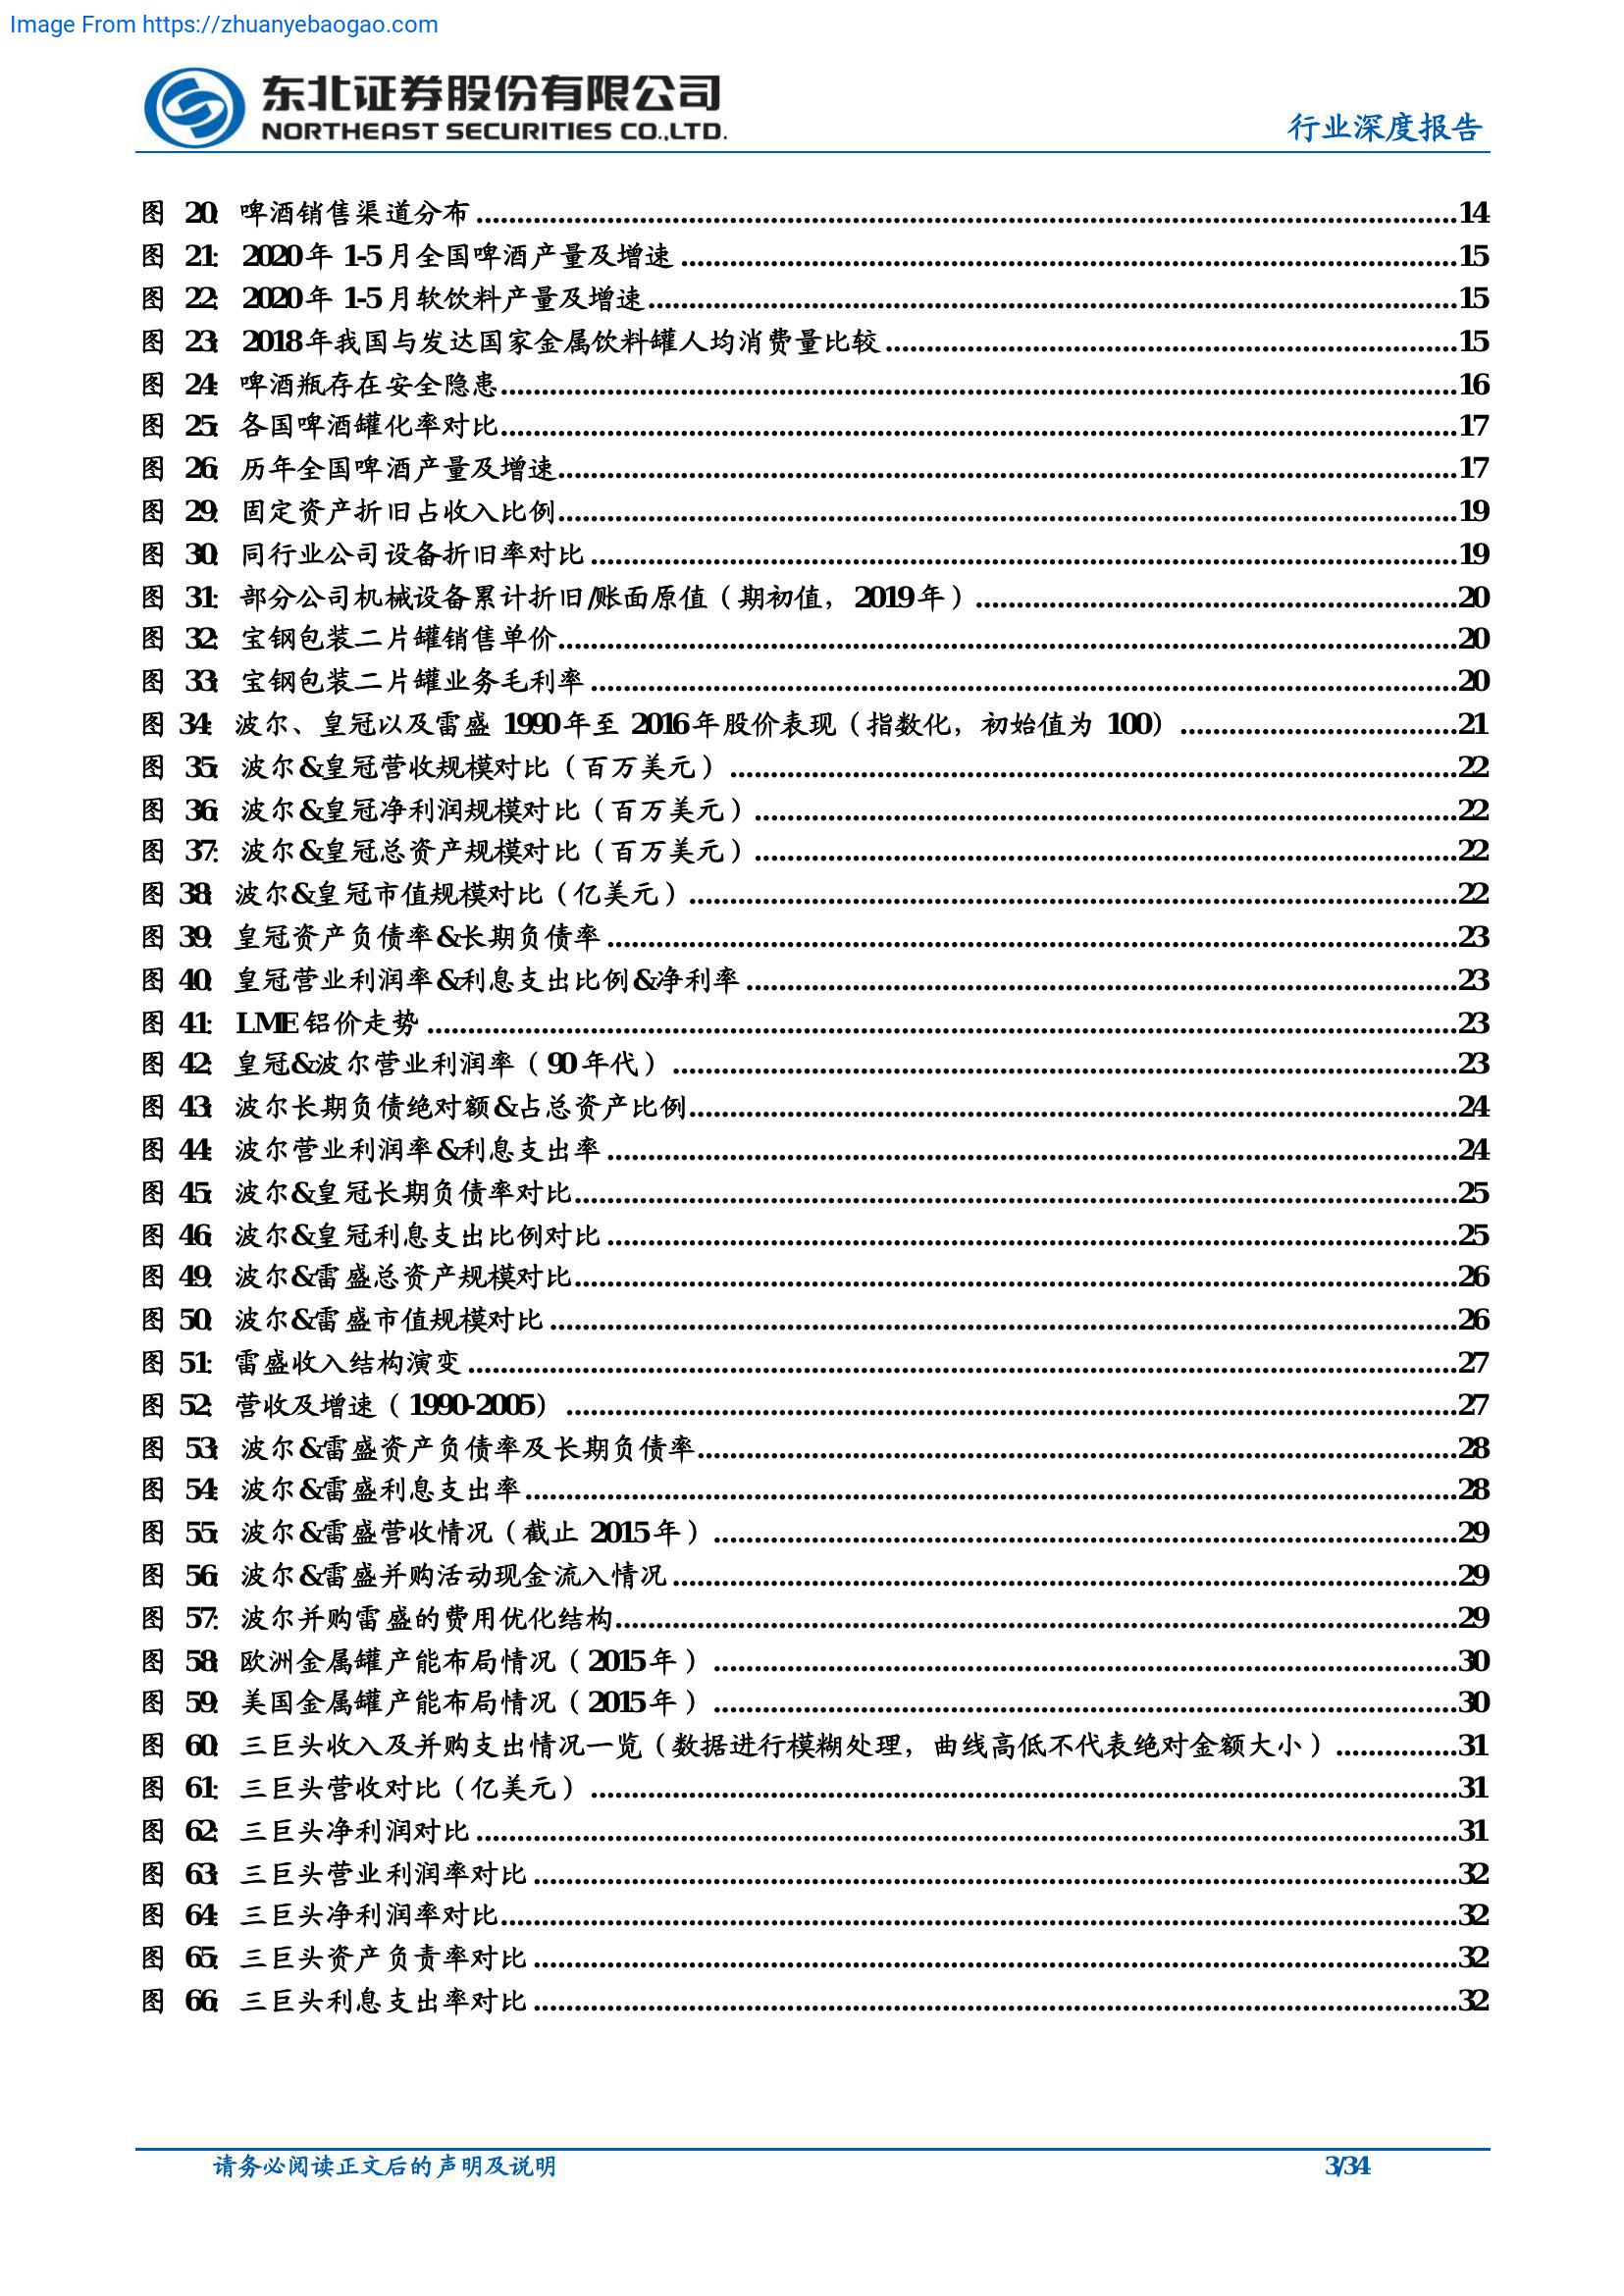 Image From https://zhuanyebaogao.com
东北证券股份有限公司
NORTHEAST SECURITIES CO.,LTD.
行业深度报告
图 20: 啤酒销售渠道分布 ... 14
图 21: 2020年 1-5月全国啤酒产量及增速 ... 15
图 22: 2020年 1-5月软饮料产量及增速 ... 15
图 23: 2018年我国与发达国家金属饮料罐人均消费量比较 ... 15
图 24: 啤酒瓶存在安全隐患 ... 16
图 25: 各国啤酒罐化率对比 ... 17
图 26: 历年全国啤酒产量及增速 ... 17
图 29: 固定资产折旧占收入比例 ... 19
图 30: 同行业公司设备折旧率对比 ... 19
图 31: 部分公司机械设备累计折旧/账面原值（期初值，2019年） ... 20
图 32: 宝钢包装二片罐销售单价 ... 20
图 33: 宝钢包装二片罐业务毛利率 ... 20
图 34: 波尔、皇冠以及雷盛 1990年至 2016年股价表现（指数化，初始值为 100） ... 21
图 35: 波尔&皇冠营收规模对比（百万美元） ... 22
图 36: 波尔&皇冠净利润规模对比（百万美元） ... 22
图 37: 波尔&皇冠总资产规模对比（百万美元） ... 22
图 38: 波尔&皇冠市值规模对比（亿美元） ... 22
图 39: 皇冠资产负债率&长期负债率 ... 23
图 40: 皇冠营业利润率&利息支出比例&净利率 ... 23
图 41: LME铝价走势 ... 23
图 42: 皇冠&波尔营业利润率（90年代） ... 23
图 43: 波尔长期负债绝对额&占总资产比例 ... 24
图 44: 波尔营业利润率&利息支出率 ... 24
图 45: 波尔&皇冠长期负债率对比 ... 25
图 46: 波尔&皇冠利息支出比例对比 ... 25
图 49: 波尔&雷盛总资产规模对比 ... 26
图 50: 波尔&雷盛市值规模对比 ... 26
图 51: 雷盛收入结构演变 ... 27
图 52: 营收及增速（1990-2005） ... 27
图 53: 波尔&雷盛资产负债率及长期负债率 ... 28
图 54: 波尔&雷盛利息支出率 ... 28
图 55: 波尔&雷盛营收情况（截止 2015年） ... 29
图 56: 波尔&雷盛并购活动现金流入情况 ... 29
图 57: 波尔并购雷盛的费用优化结构 ... 29
图 58: 欧洲金属罐产能布局情况（2015年） ... 30
图 59: 美国金属罐产能布局情况（2015年） ... 30
图 60: 三巨头收入及并购支出情况一览（数据进行模糊处理，曲线高低不代表绝对金额大小） ... 31
图 61: 三巨头营收对比（亿美元） ... 31
图 62: 三巨头净利润对比 ... 31
图 63: 三巨头营业利润率对比 ... 32
图 64: 三巨头净利润率对比 ... 32
图 65: 三巨头资产负责率对比 ... 32
图 66: 三巨头利息支出率对比 ... 32
请务必阅读正文后的声明及说明
3/34